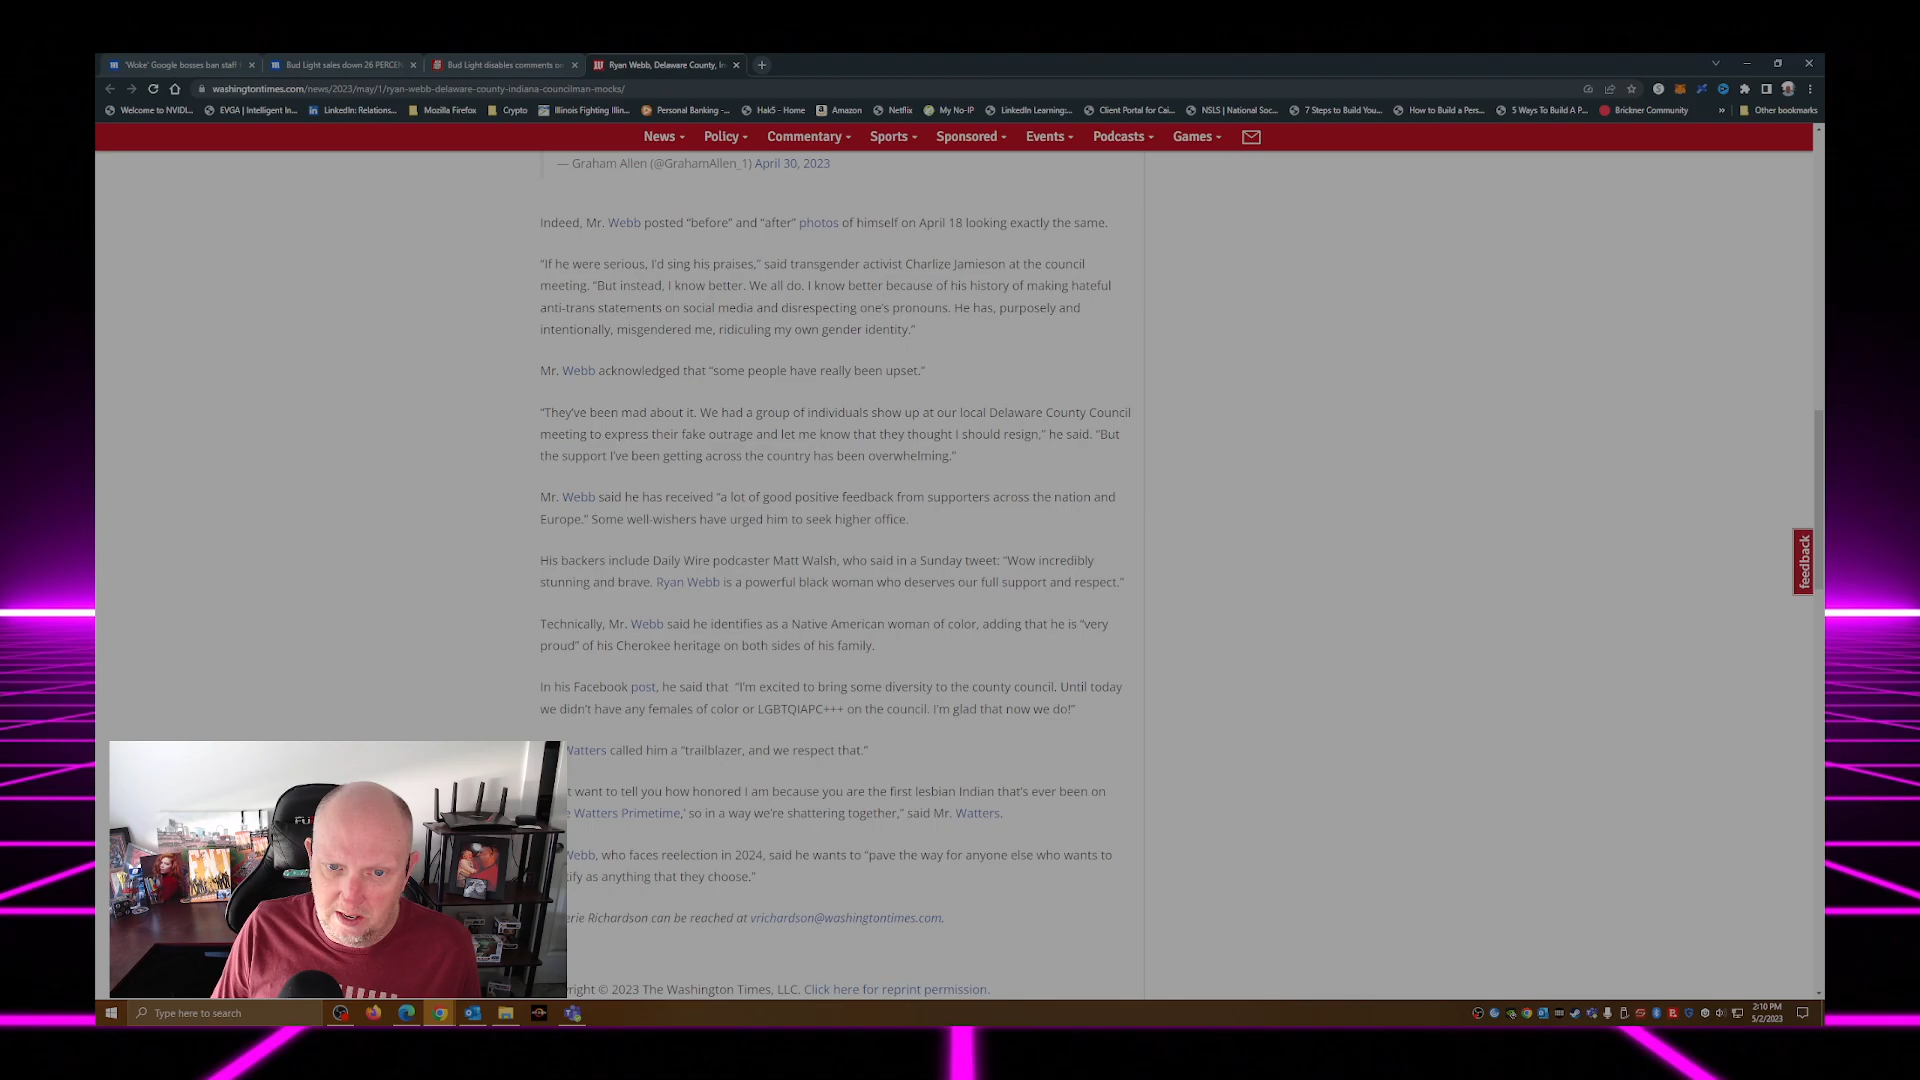 'Woke' Google bosses ban staff
Bud Light sales down 26 PERCEN
Bud Light disables comments o
Ryan Webb, Delaware County, In
washingtontimes.com/news/2023/may/1/ryan-webb-delaware-county-indiana-councilman-mocks/
Welcome to NVIDI... EVGA | Intelligent In... LinkedIn: Relations... Mozilla Firefox Crypto Illinois Fighting Illin... Personal Banking -... Hak5 - Home Amazon Netflix My No-IP LinkedIn Learning:... Client Portal for Cai... NSLS | National Soc... 7 Steps to Build You... How to Build a Pers... 5 Ways To Build A P... Brickner Community » Other bookmarks
News Policy Commentary Sports Sponsored Events Podcasts Games
— Graham Allen (@GrahamAllen_1) April 30, 2023
Indeed, Mr. Webb posted “before” and “after” photos of himself on April 18 looking exactly the same.
“If he were serious, I’d sing his praises,” said transgender activist Charlize Jamieson at the council
meeting. “But instead, I know better. We all do. I know better because of his history of making hateful
anti-trans statements on social media and disrespecting one’s pronouns. He has, purposely and
intentionally, misgendered me, ridiculing my own gender identity.”
Mr. Webb acknowledged that “some people have really been upset.”
“They’ve been mad about it. We had a group of individuals show up at our local Delaware County Council
meeting to express their fake outrage and let me know that they thought I should resign,” he said. “But
the support I’ve been getting across the country has been overwhelming.”
Mr. Webb said he has received “a lot of good positive feedback from supporters across the nation and
Europe.” Some well-wishers have urged him to seek higher office.
His backers include Daily Wire podcaster Matt Walsh, who said in a Sunday tweet: “Wow incredibly
stunning and brave. Ryan Webb is a powerful black woman who deserves our full support and respect.”
Technically, Mr. Webb said he identifies as a Native American woman of color, adding that he is “very
proud” of his Cherokee heritage on both sides of his family.
In his Facebook post, he said that “I’m excited to bring some diversity to the county council. Until today
we didn’t have any females of color or LGBTQIAPC+++ on the council. I’m glad that now we do!”
Watters called him a “trailblazer, and we respect that.”
t want to tell you how honored I am because you are the first lesbian Indian that’s ever been on
e Watters Primetime,’ so in a way we’re shattering together,” said Mr. Watters.
Webb, who faces reelection in 2024, said he wants to “pave the way for anyone else who wants to
ify as anything that they choose.”
erie Richardson can be reached at vrichardson@washingtontimes.com.
right © 2023 The Washington Times, LLC. Click here for reprint permission.
feedback
Type here to search
2:10 PM
5/2/2023